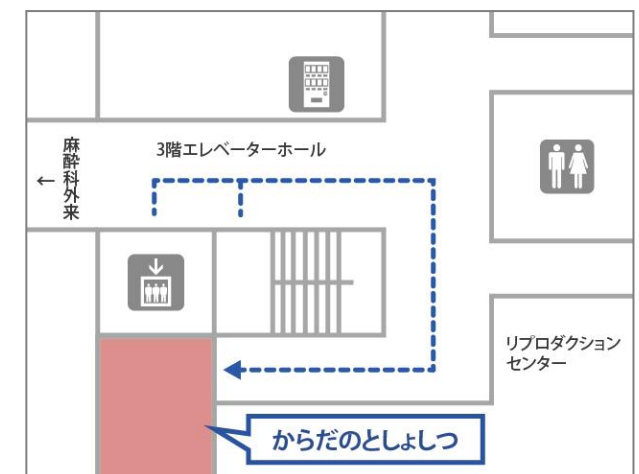 3階エレベーターホール
← 麻酔科外来
リプロダクション
センター
からだのとしょしつ